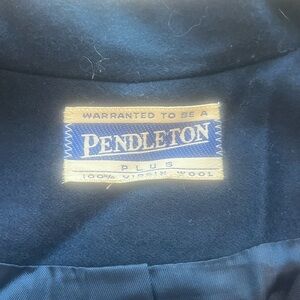 WARRANTED TO BE A
PENDLETON
PLUS
100% VIRGIN WOOL